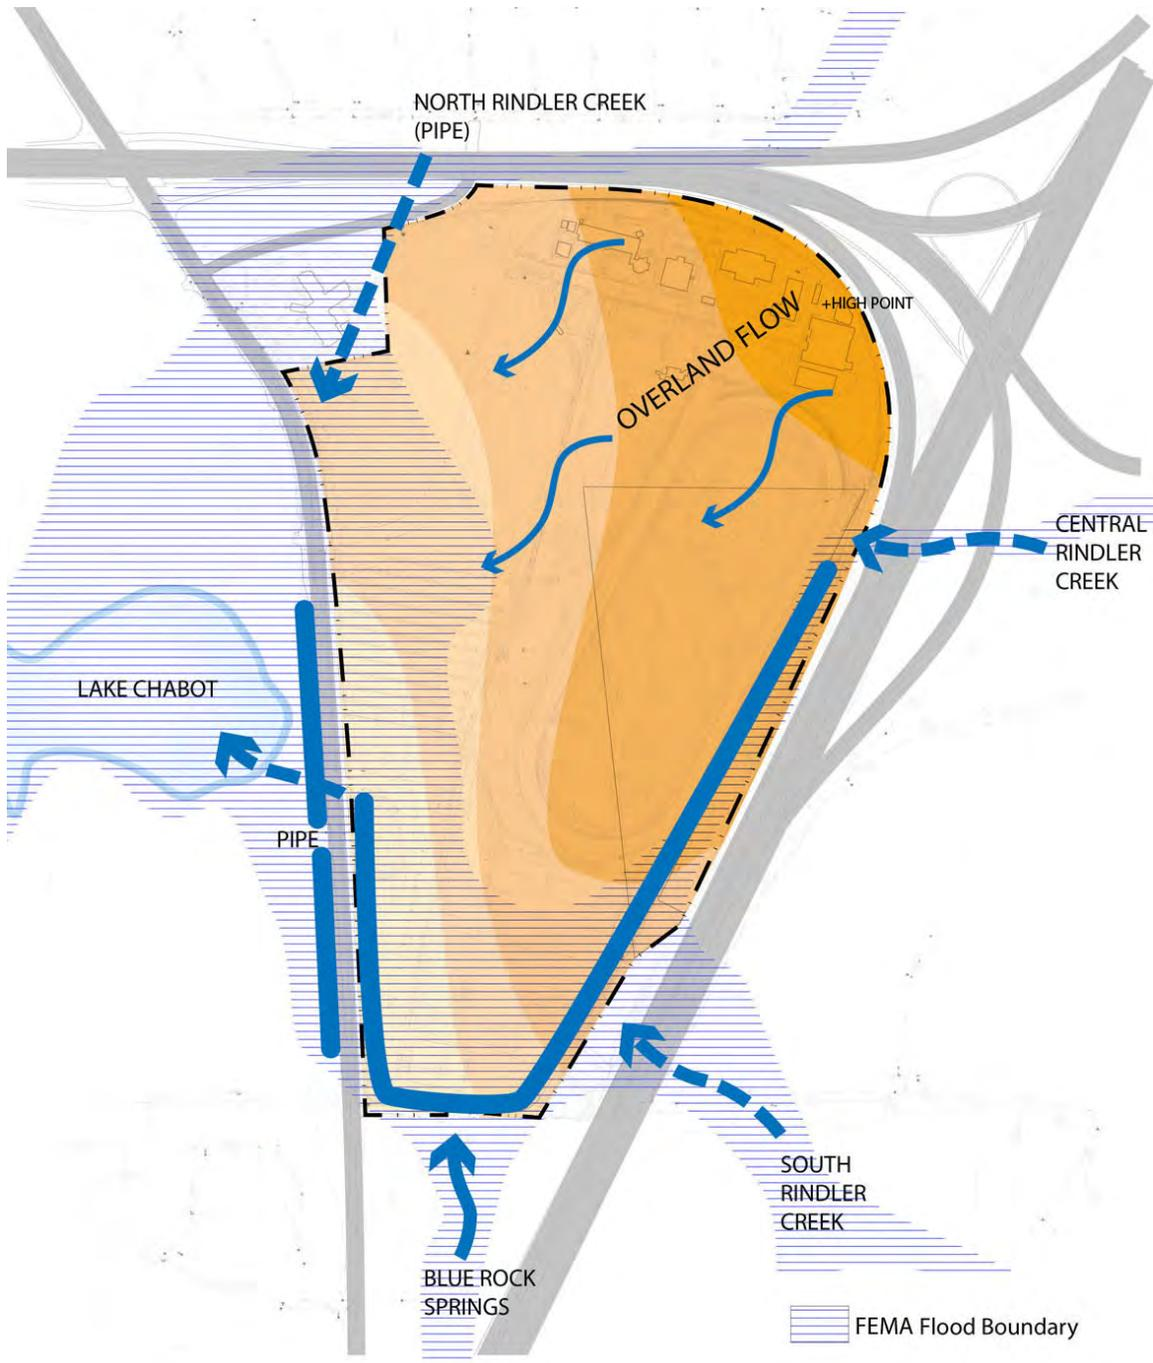 NORTH RINDLER CREEK
(PIPE)
+HIGH POINT
OVERLAND FLOW
CENTRAL
RINDLER
CREEK
LAKE CHABOT
PIPE
SOUTH
RINDLER
CREEK
BLUE ROCK
SPRINGS
FEMA Flood Boundary